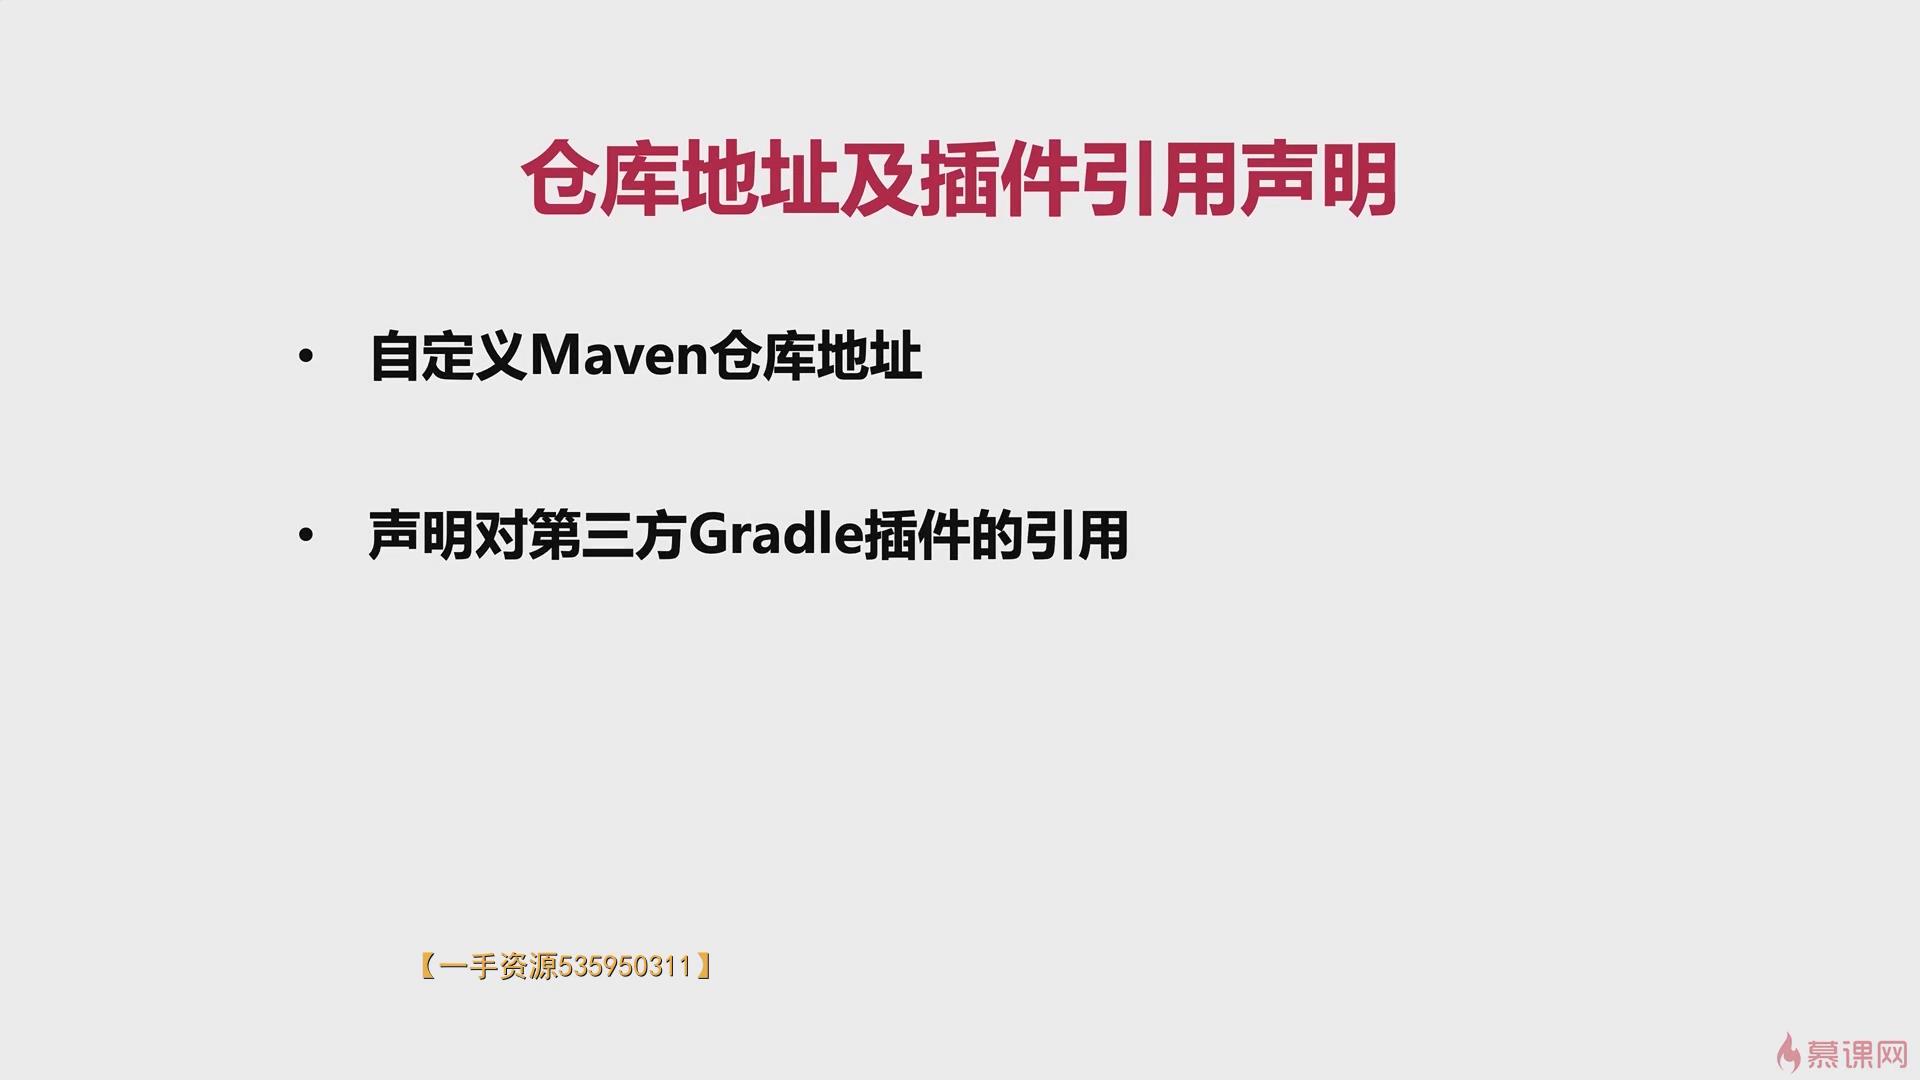 仓库地址及插件引用声明
• 自定义Maven仓库地址
• 声明对第三方Gradle插件的引用
【一手资源535950311】
慕课网